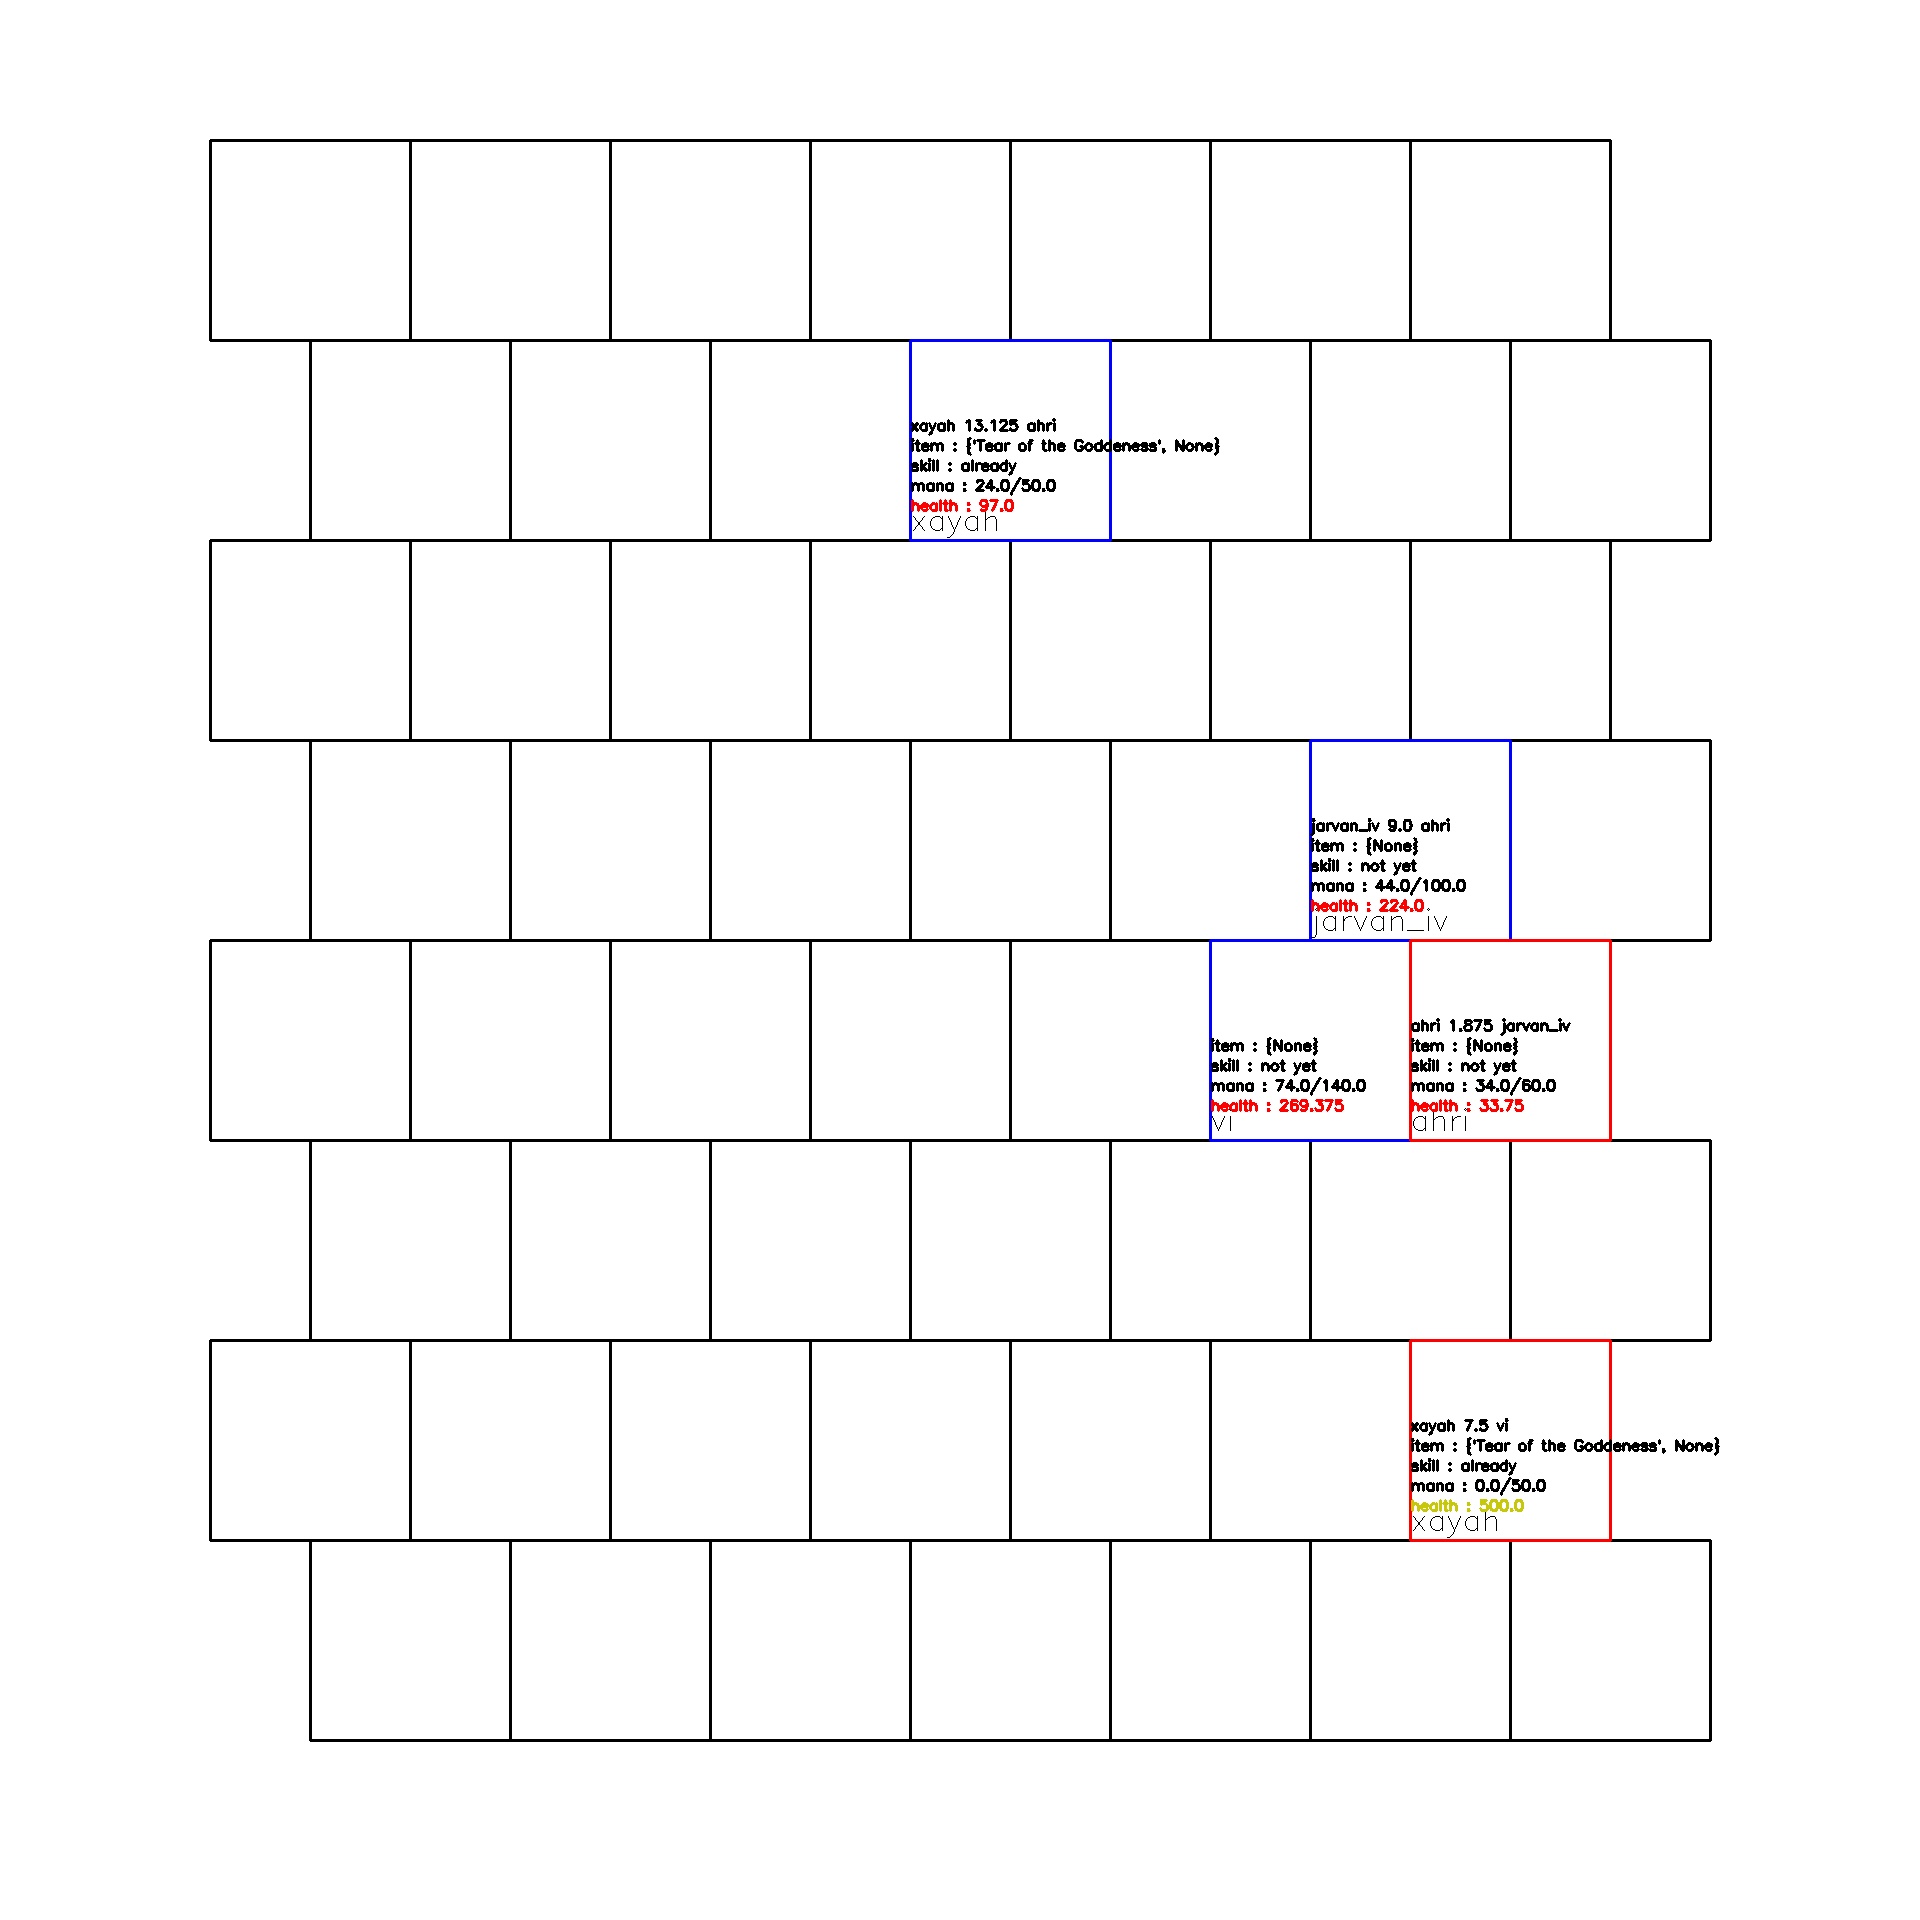 xayah 13.125 ahri
item : {'Tear of the Goddeness', None}
skill : already
mana : 24.0/50.0
health : 97.0
xayah
jarvan_iv 9.0 ahri
item : {None}
skill : not yet
mana : 44.0/100.0
health : 224.0
jarvan_iv
item : {None}
skill : not yet
mana : 74.0/140.0
health : 269.375
vi
ahri 1.875 jarvan_iv
item : {None}
skill : not yet
mana : 34.0/60.0
health : 33.75
ahri
xayah 7.5 vi
item : {'Tear of the Goddeness', None}
skill : already
mana : 0.0/50.0
health : 500.0
xayah